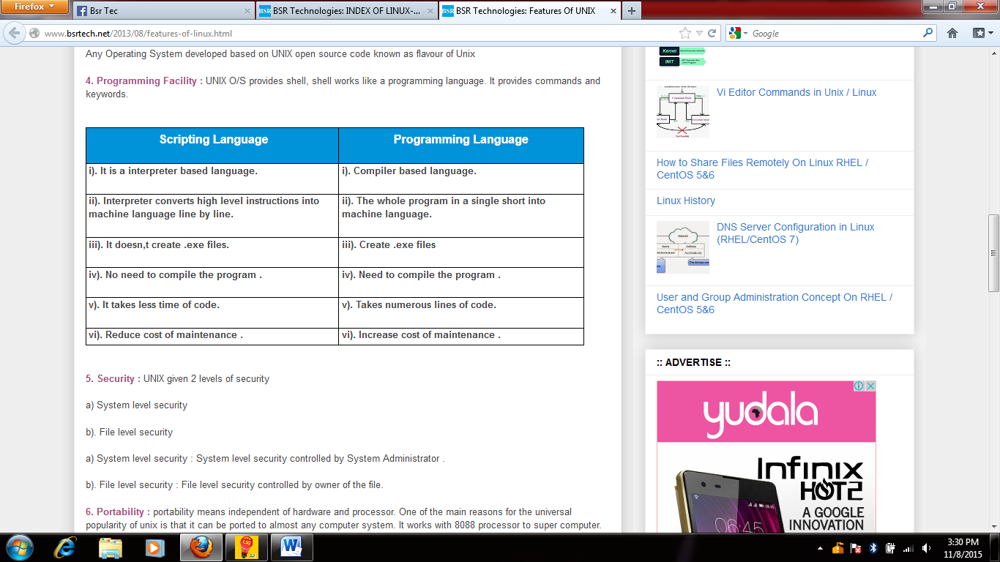 Firefox
Bsr Tec
BSR Technologies: INDEX OF LINUX-...
BSR Technologies: Features Of UNIX
www.bsrtech.net/2013/08/features-of-linux.html
Google
Any Operating System developed based on UNIX open source code known as flavour of Unix
4. Programming Facility : UNIX O/S provides shell, shell works like a programming language. It provides commands and
keywords.
Scripting Language
Programming Language
i). It is a interpreter based language.
i). Compiler based language.
ii). Interpreter converts high level instructions into
machine language line by line.
ii). The whole program in a single short into
machine language.
iii). It doesn,t create .exe files.
iii). Create .exe files
iv). No need to compile the program .
iv). Need to compile the program .
v). It takes less time of code.
v). Takes numerous lines of code.
vi). Reduce cost of maintenance .
vi). Increase cost of maintenance .
5. Security : UNIX given 2 levels of security
a) System level security
b). File level security
a) System level security : System level security controlled by System Administrator .
b). File level security : File level security controlled by owner of the file.
6. Portability : portability means independent of hardware and processor. One of the main reasons for the universal
popularity of unix is that it can be ported to almost any computer system. It works with 8088 processor to super computer.
Kernel
INIT
Command Mode
Vi Editor Commands in Unix / Linux
How to Share Files Remotely On Linux RHEL /
CentOS 5&6
Linux History
Network
Name
Address
DNS Server Configuration in Linux
(RHEL/CentOS 7)
User and Group Administration Concept On RHEL /
CentOS 5&6
:: ADVERTISE ::
yudala
Infinix
HOT2
A GOOGLE
INNOVATION
06:45
3:30 PM
11/8/2015